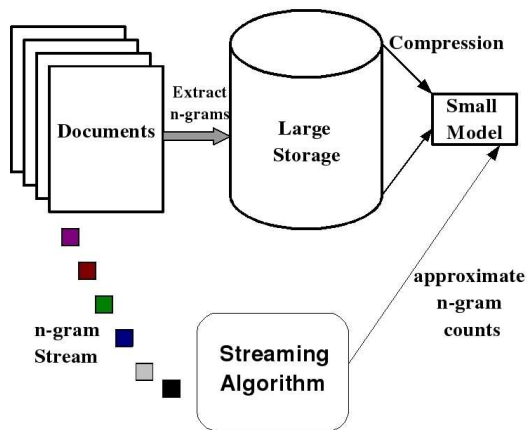 Documents
Extract
n-grams
Large
Storage
Compression
Small
Model
n-gram
Stream
Streaming
Algorithm
approximate
n-gram
counts